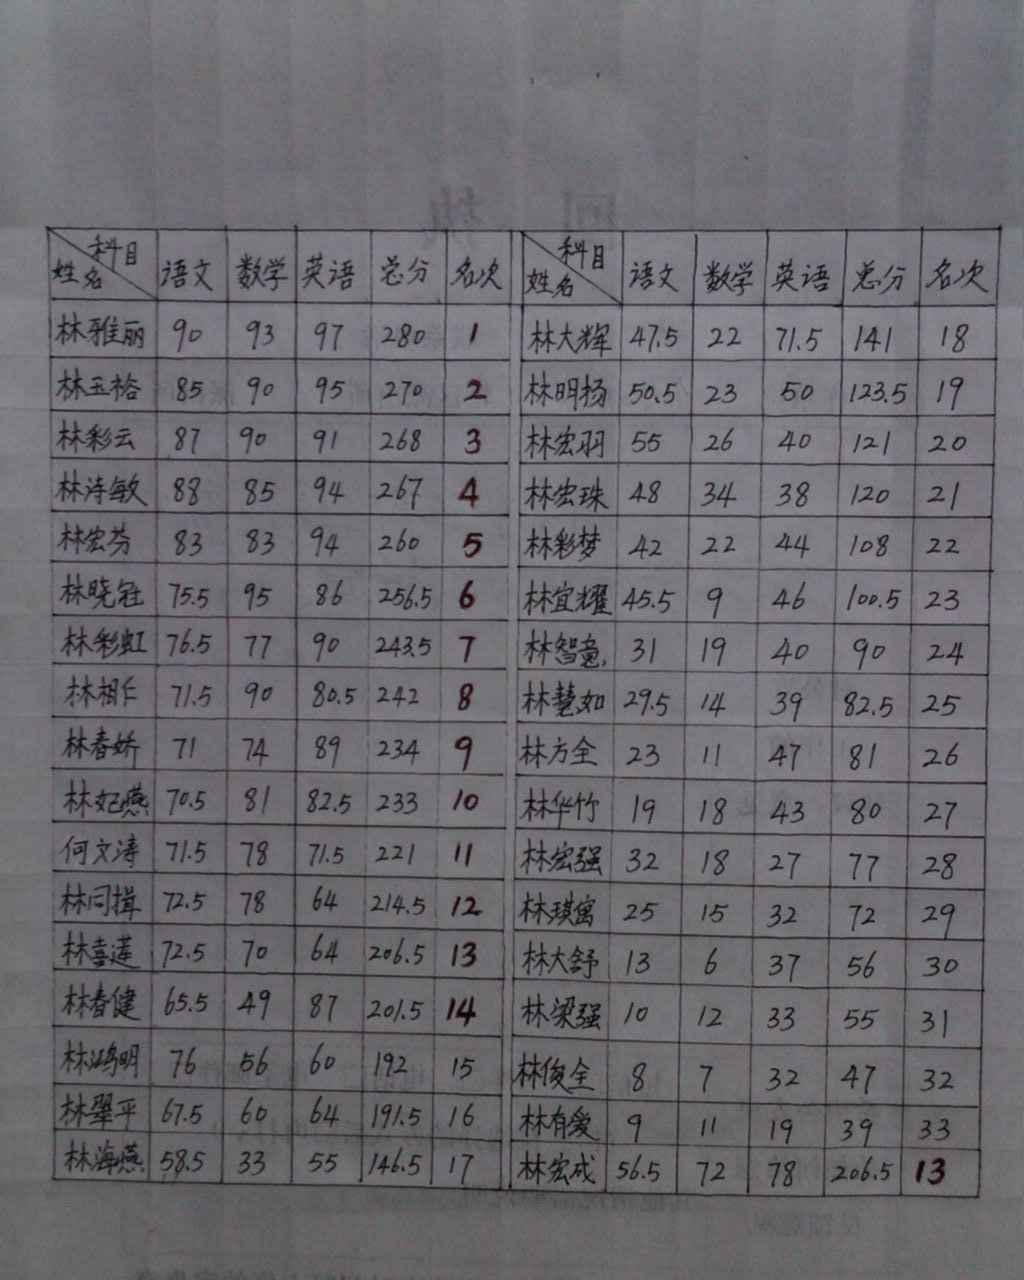 科目 姓名 语文 数学 英语 总分 名次 科目 姓名 语文 数学 英语 总分 名次
林雅丽 90 93 97 280 1 林大辉 47.5 22 71.5 141 18
林玉裕 85 90 95 270 2 林明扬 50.5 23 50 123.5 19
林彩云 87 90 91 268 3 林宏羽 55 26 40 121 20
林诗敏 88 85 94 267 4 林宏珠 48 34 38 120 21
林宏芬 83 83 94 260 5 林彩梦 42 22 44 108 22
林晓钰 75.5 95 86 256.5 6 林宜耀 45.5 9 46 100.5 23
林彩虹 76.5 77 90 243.5 7 林智童 31 19 40 90 24
林相仁 71.5 90 80.5 242 8 林慧如 29.5 14 39 82.5 25
林春娇 71 74 89 234 9 林方全 23 11 47 81 26
林妃燕 70.5 81 82.5 233 10 林华竹 19 18 43 80 27
何文涛 71.5 78 71.5 221 11 林宏强 32 18 27 77 28
林同楫 72.5 78 64 214.5 12 林琪富 25 15 32 72 29
林喜莲 72.5 70 64 206.5 13 林大舒 13 6 37 56 30
林春健 65.5 49 87 201.5 14 林梁强 10 12 33 55 31
林鸿明 76 56 60 192 15 林俊全 8 7 32 47 32
林翠平 67.5 60 64 191.5 16 林有爱 9 11 19 39 33
林海燕 58.5 33 55 146.5 17 林宏成 56.5 72 78 206.5 13